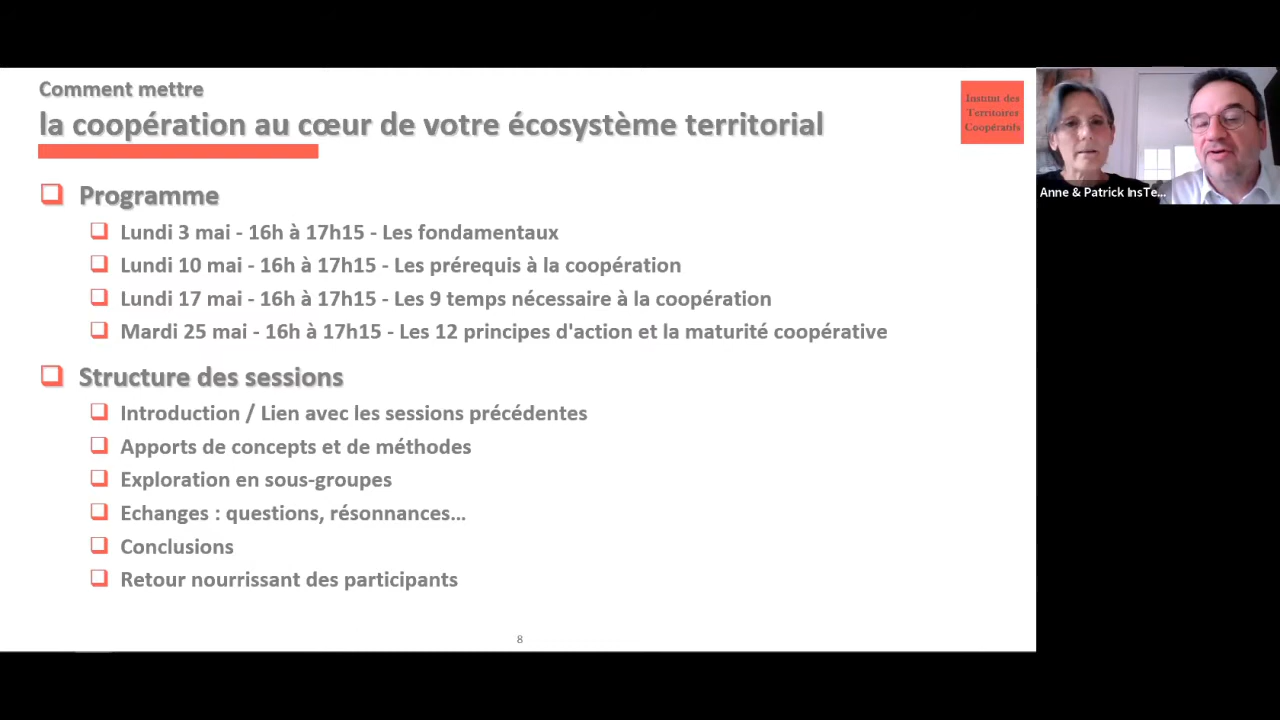 Comment mettre
la coopération au cœur de votre écosystème territorial
Institut des
Territoires
Coopératifs
Anne & Patrick InsTe...
Programme
Lundi 3 mai - 16h à 17h15 - Les fondamentaux
Lundi 10 mai - 16h à 17h15 - Les prérequis à la coopération
Lundi 17 mai - 16h à 17h15 - Les 9 temps nécessaire à la coopération
Mardi 25 mai - 16h à 17h15 - Les 12 principes d'action et la maturité coopérative
Structure des sessions
Introduction / Lien avec les sessions précédentes
Apports de concepts et de méthodes
Exploration en sous-groupes
Echanges : questions, résonnances...
Conclusions
Retour nourrissant des participants
8